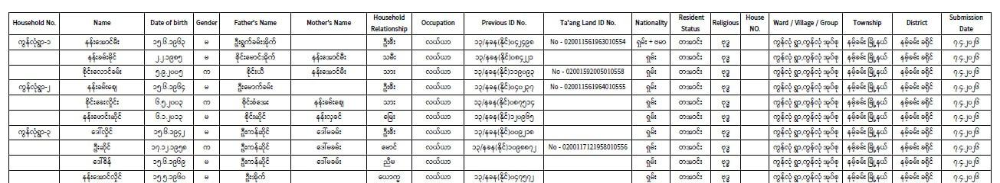 Household No. Name Date of birth Gender Father's Name Mother's Name Household Relationship Occupation Previous ID No. Ta'ang Land ID No. Nationality Resident Status Religious House NO. Ward / Village / Group Township District Submission Date
ကွန်လုံရွာ-၁ နန်းအောင်မီး ၁၅.၆.၁၉၆၃ မ ဦးရွက်ခမ်းအိုက် ဦးစီး လယ်ယာ ၁၃/နခန(နိုင်)၀၄၂၄၉၈ No - 020011561963010554 ရှမ်း + ဗမာ တအာင်း ဗုဒ္ဓ ကွန်လုံ ရွာ,ကွန်လုံ အုပ်စု နမ့်ခမ်း မြို့နယ် နမ့်ခမ်း ခရိုင် ၇.၄.၂၀၂၆
နန်းခမ်းမိုင် ၂.၂.၁၉၈၅ မ စိုင်းမောင်အိုက် နန်းအောင်မီး သမီး လယ်ယာ ၁၃/နခန(နိုင်)၀၈၄၂၂၁ ရှမ်း တအာင်း ဗုဒ္ဓ ကွန်လုံ ရွာ,ကွန်လုံ အုပ်စု နမ့်ခမ်း မြို့နယ် နမ့်ခမ်း ခရိုင် ၇.၄.၂၀၂၆
စိုင်းလောင်ခမ်း ၅.၉.၂၀၀၅ က စိုင်းယီ နန်းအောင်မီး သား လယ်ယာ ၁၃/နခန(နိုင်)၁၁၉၀၉၃ No - 02001592005010558 ရှမ်း တအာင်း ဗုဒ္ဓ ကွန်လုံ ရွာ,ကွန်လုံ အုပ်စု နမ့်ခမ်း မြို့နယ် နမ့်ခမ်း ခရိုင် ၇.၄.၂၀၂၆
ကွန်လုံရွာ-၂ နန်းခမ်းဈေ ၁၅.၆.၁၉၆၄ မ ဦးမောက်ခမ်း ဦးစီး လယ်ယာ ၁၃/နခန(နိုင်)၀၄၀၂၃၇ No - 020011561964010555 ရှမ်း တအာင်း ဗုဒ္ဓ ကွန်လုံ ရွာ,ကွန်လုံ အုပ်စု နမ့်ခမ်း မြို့နယ် နမ့်ခမ်း ခရိုင် ၇.၄.၂၀၂၆
စိုင်းဆေးလှိုင်း ၆.၅.၂၀၀၃ က စိုင်းစံအေး နန်းခမ်းဈေ သား လယ်ယာ ၁၃/နခန(နိုင်)၀၈၇၅၁၄ ရှမ်း တအာင်း ဗုဒ္ဓ ကွန်လုံ ရွာ,ကွန်လုံ အုပ်စု နမ့်ခမ်း မြို့နယ် နမ့်ခမ်း ခရိုင် ၇.၄.၂၀၂၆
နန်းဖောင်းဆိုင် ၆.၁.၂၀၁၃ မ စိုင်းဆိုင် နန်းလှခင် မြေး လယ်ယာ ၁၃/နခန(နိုင်)၁၂၀၉၆၅ ရှမ်း တအာင်း ဗုဒ္ဓ ကွန်လုံ ရွာ,ကွန်လုံ အုပ်စု နမ့်ခမ်း မြို့နယ် နမ့်ခမ်း ခရိုင် ၇.၄.၂၀၂၆
ကွန်လုံရွာ-၃ ဒေါ်လှိုင် ၁၅.၆.၁၉၄၂ မ ဦးကန်ဆိုင် ဒေါ်မခမ်း ဦးစီး လယ်ယာ ၁၃/နခန(နိုင်)၀၀၉၂၁၈ ရှမ်း တအာင်း ဗုဒ္ဓ ကွန်လုံ ရွာ,ကွန်လုံ အုပ်စု နမ့်ခမ်း မြို့နယ် နမ့်ခမ်း ခရိုင် ၇.၄.၂၀၂၆
ဦးဆိုင် ၁၇.၁၂.၁၉၅၈ က ဦးကန်ဆိုင် ဒေါ်မခမ်း မောင် လယ်ယာ ၁၃/နခန(နိုင်)၁၀၉၈၈၇၂ No - 0200117121958010556 ရှမ်း တအာင်း ဗုဒ္ဓ ကွန်လုံ ရွာ,ကွန်လုံ အုပ်စု နမ့်ခမ်း မြို့နယ် နမ့်ခမ်း ခရိုင် ၇.၄.၂၀၂၆
ဒေါ်စိန် ၁၅.၆.၁၉၆၉ မ ဦးကန်ဆိုင် ဒေါ်မခမ်း ညီမ လယ်ယာ ရှမ်း တအာင်း ဗုဒ္ဓ ကွန်လုံ ရွာ,ကွန်လုံ အုပ်စု နမ့်ခမ်း မြို့နယ် နမ့်ခမ်း ခရိုင် ၇.၄.၂၀၂၆
နန်းအောင်လှိုင် ၁၅.၅.၁၉၆၀ မ ဦးအိုက် ယောက္ခ လယ်ယာ ၁၃/နခန(နိုင်)၀၄၇၅၇၂ ရှမ်း တအာင်း ဗုဒ္ဓ ကွန်လုံ ရွာ,ကွန်လုံ အုပ်စု နမ့်ခမ်း မြို့နယ် နမ့်ခမ်း ခရိုင် ၇.၄.၂၀၂၆